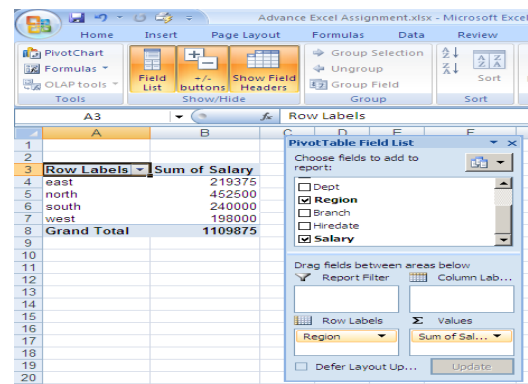 Advance Excel Assignment.xlsx - Microsoft Exce
Home Insert Page Layout Formulas Data Review
PivotChart
Formulas
OLAP tools
Tools
Field List
+/- buttons
Show Field Headers
Show/Hide
Group Selection
Ungroup
Group Field
Group
Sort
Sort
A3 fx Row Labels
A B C D E F
1
2
3 Row Labels Sum of Salary
4 east 219375
5 north 452500
6 south 240000
7 west 198000
8 Grand Total 1109875
9
10
11
12
13
14
15
16
17
18
19
20
PivotTable Field List
Choose fields to add to
report:
Dept
Region
Branch
Hiredate
Salary
Drag fields between areas below
Report Filter Column Lab...
Row Labels Σ Values
Region Sum of Sal...
Defer Layout Up... Update